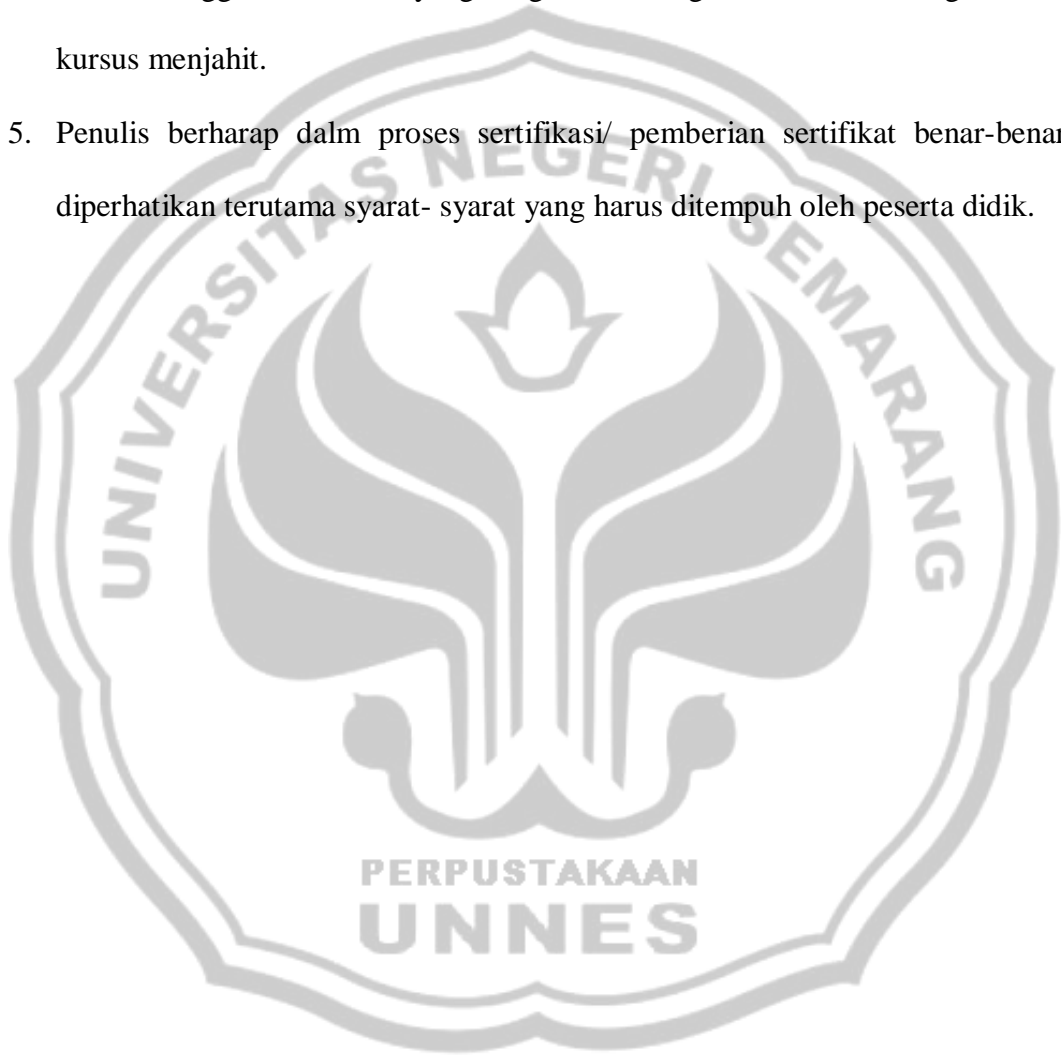 kursus menjahit.
5. Penulis berharap dalm proses sertifikasi/ pemberian sertifikat benar-benar
diperhatikan terutama syarat- syarat yang harus ditempuh oleh peserta didik.
UNIVERSITAS NEGERI SEMARANG
PERPUSTAKAAN
UNNES